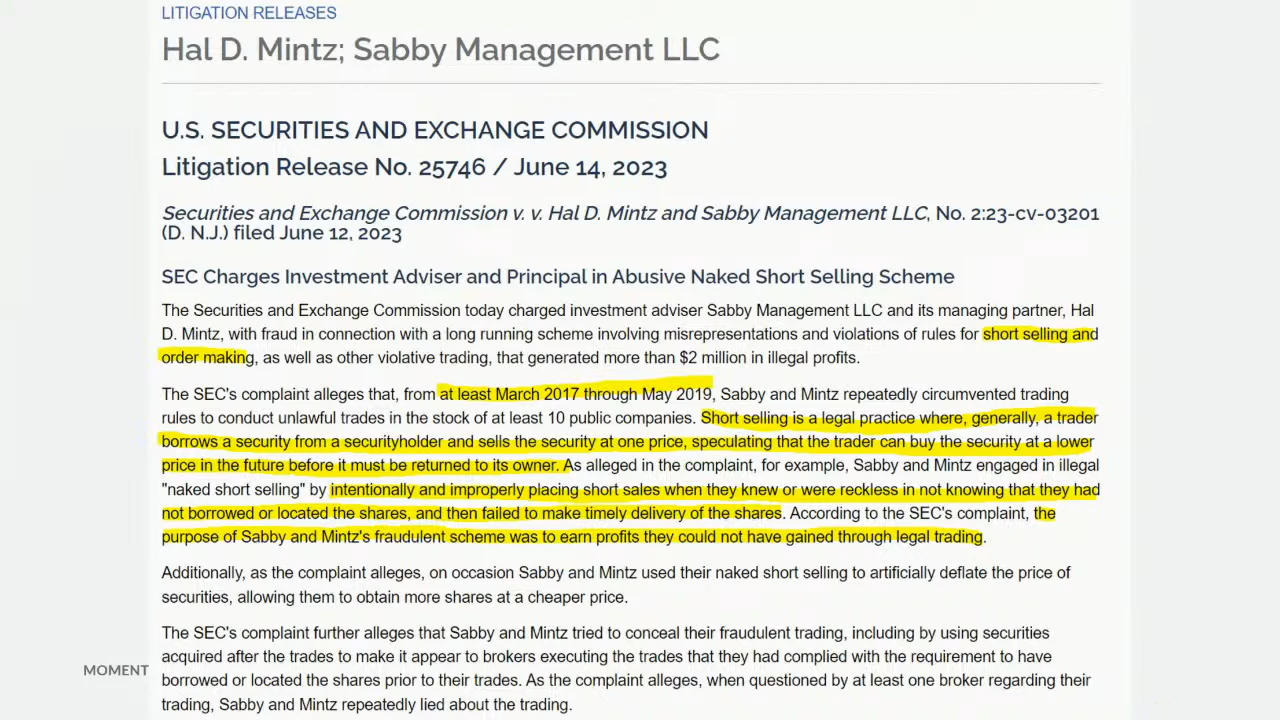 LITIGATION RELEASES
Hal D. Mintz; Sabby Management LLC
U.S. SECURITIES AND EXCHANGE COMMISSION
Litigation Release No. 25746 / June 14, 2023
Securities and Exchange Commission v. v. Hal D. Mintz and Sabby Management LLC, No. 2:23-cv-03201
(D. N.J.) filed June 12, 2023
SEC Charges Investment Adviser and Principal in Abusive Naked Short Selling Scheme
The Securities and Exchange Commission today charged investment adviser Sabby Management LLC and its managing partner, Hal
D. Mintz, with fraud in connection with a long running scheme involving misrepresentations and violations of rules for short selling and
order making, as well as other violative trading, that generated more than $2 million in illegal profits.
The SEC's complaint alleges that, from at least March 2017 through May 2019, Sabby and Mintz repeatedly circumvented trading
rules to conduct unlawful trades in the stock of at least 10 public companies. Short selling is a legal practice where, generally, a trader
borrows a security from a securityholder and sells the security at one price, speculating that the trader can buy the security at a lower
price in the future before it must be returned to its owner. As alleged in the complaint, for example, Sabby and Mintz engaged in illegal
"naked short selling" by intentionally and improperly placing short sales when they knew or were reckless in not knowing that they had
not borrowed or located the shares, and then failed to make timely delivery of the shares. According to the SEC's complaint, the
purpose of Sabby and Mintz's fraudulent scheme was to earn profits they could not have gained through legal trading.
Additionally, as the complaint alleges, on occasion Sabby and Mintz used their naked short selling to artificially deflate the price of
securities, allowing them to obtain more shares at a cheaper price.
The SEC's complaint further alleges that Sabby and Mintz tried to conceal their fraudulent trading, including by using securities
acquired after the trades to make it appear to brokers executing the trades that they had complied with the requirement to have
MOMENT
borrowed or located the shares prior to their trades. As the complaint alleges, when questioned by at least one broker regarding their
trading, Sabby and Mintz repeatedly lied about the trading.